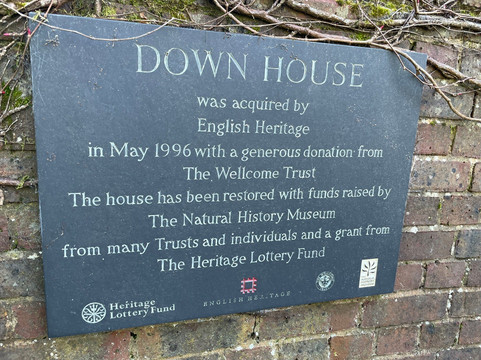 DOWN HOUSE
was acquired by
English Heritage
in May 1996 with a generous donation from
The Wellcome Trust
The house has been restored with funds raised by
The Natural History Museum
from many Trusts and individuals and a grant from
The Heritage Lottery Fund
Heritage
Lottery Fund
ENGLISH HERITAGE